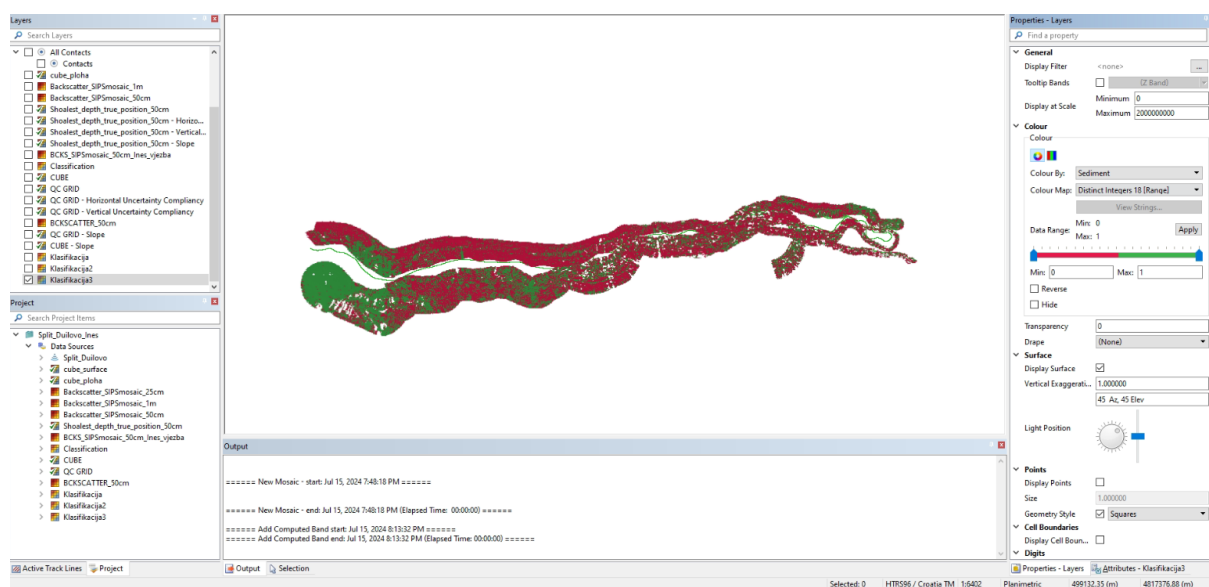 Layers
Search Layers
All Contacts
Contacts
cube_ploha
Backscatter_SIPSmosaic_1m
Backscatter_SIPSmosaic_50cm
Shoalest_depth_true_position_50cm
Shoalest_depth_true_position_50cm - Horizo...
Shoalest_depth_true_position_50cm - Vertical...
Shoalest_depth_true_position_50cm - Slope
BCKS_SIPSmosaic_50cm_Ines_vjezba
Classification
CUBE
QC GRID
QC GRID - Horizontal Uncertainty Compliancy
QC GRID - Vertical Uncertainty Compliancy
BCKSCATTER_50cm
QC GRID - Slope
CUBE - Slope
Klasifikacija
Klasifikacija2
Klasifikacija3
Project
Search Project Items
Split_Duilovo_Ines
Data Sources
Split_Duilovo
cube_surface
cube_ploha
Backscatter_SIPSmosaic_25cm
Backscatter_SIPSmosaic_1m
Backscatter_SIPSmosaic_50cm
Shoalest_depth_true_position_50cm
BCKS_SIPSmosaic_50cm_Ines_vjezba
Classification
CUBE
QC GRID
BCKSCATTER_50cm
Klasifikacija
Klasifikacija2
Klasifikacija3
Active Track Lines Project
1
Output
====== New Mosaic - start: Jul 15, 2024 7:48:18 PM ======
====== New Mosaic - end: Jul 15, 2024 7:48:18 PM (Elapsed Time: 00:00:00) ======
====== Add Computed Band start: Jul 15, 2024 8:13:32 PM ======
====== Add Computed Band end: Jul 15, 2024 8:13:32 PM (Elapsed Time: 00:00:00) ======
Output Selection
Properties - Layers
Find a property
General
Display Filter <none> ...
Tooltip Bands (Z Band)
Display at Scale
Minimum 0
Maximum 2000000000
Colour
Colour
Colour By: Sediment
Colour Map: Distinct Integers 18 [Range]
View Strings...
Data Range: Min: 0
Max: 1
Apply
Min: 0 Max: 1
Reverse
Hide
Transparency 0
Drape (None)
Surface
Display Surface
Vertical Exaggerati... 1.000000
45 Az, 45 Elev
Light Position
Points
Display Points
Size 1.000000
Geometry Style Squares
Cell Boundaries
Display Cell Boun...
Digits
Properties - Layers Attributes - Klasifikacija3
Selected: 0 HTRS96 / Croatia TM 1:6402 Planimetric 499132.35 (m) 4817376.88 (m)